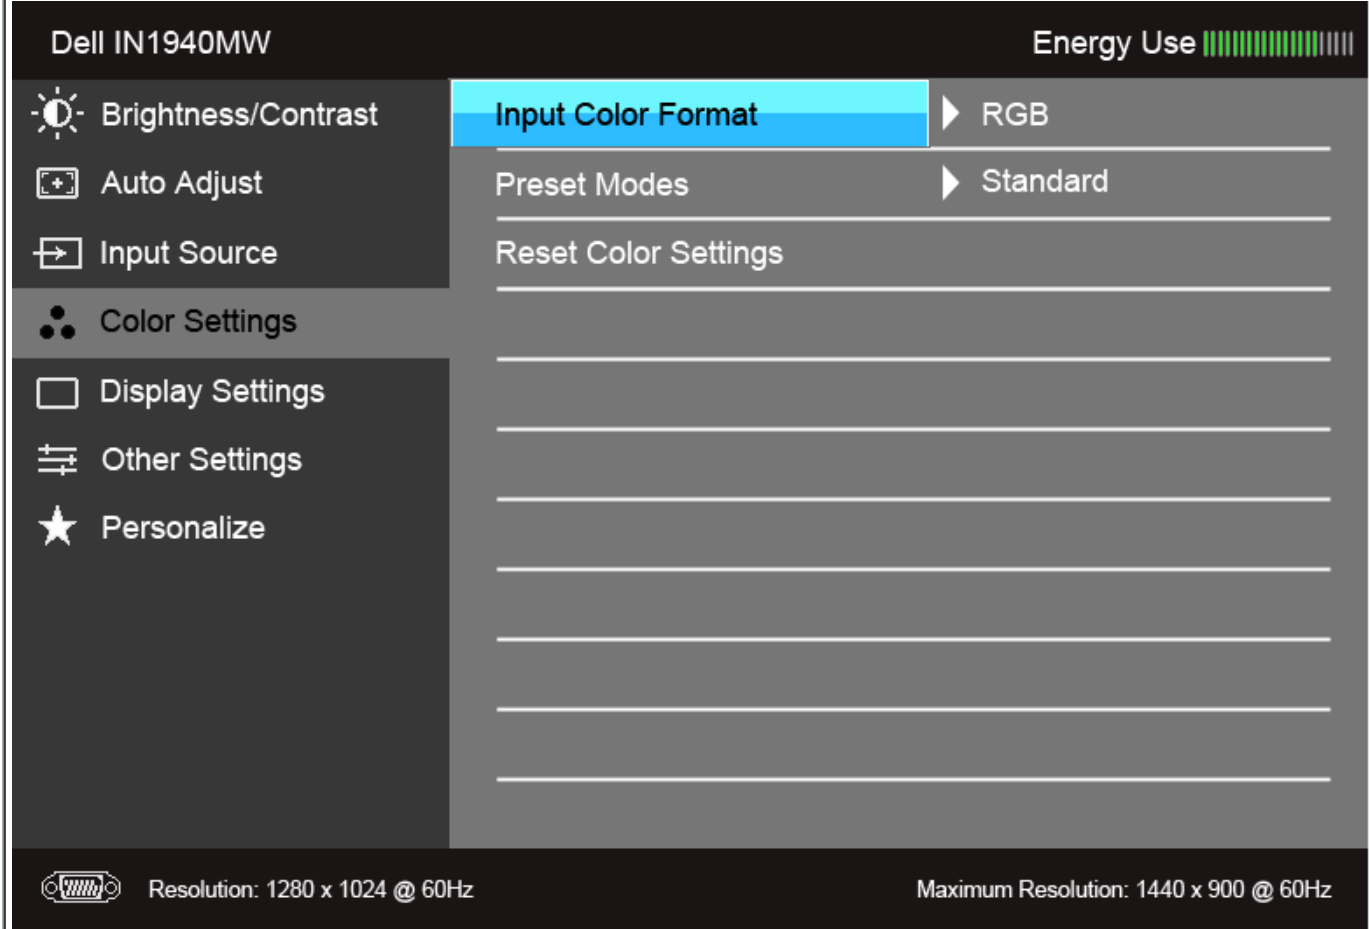 Dell IN1940MW
Energy Use
Brightness/Contrast
Auto Adjust
Input Source
Color Settings
Display Settings
Other Settings
Personalize
Input Color Format
RGB
Preset Modes
Standard
Reset Color Settings
Resolution: 1280 x 1024 @ 60Hz
Maximum Resolution: 1440 x 900 @ 60Hz